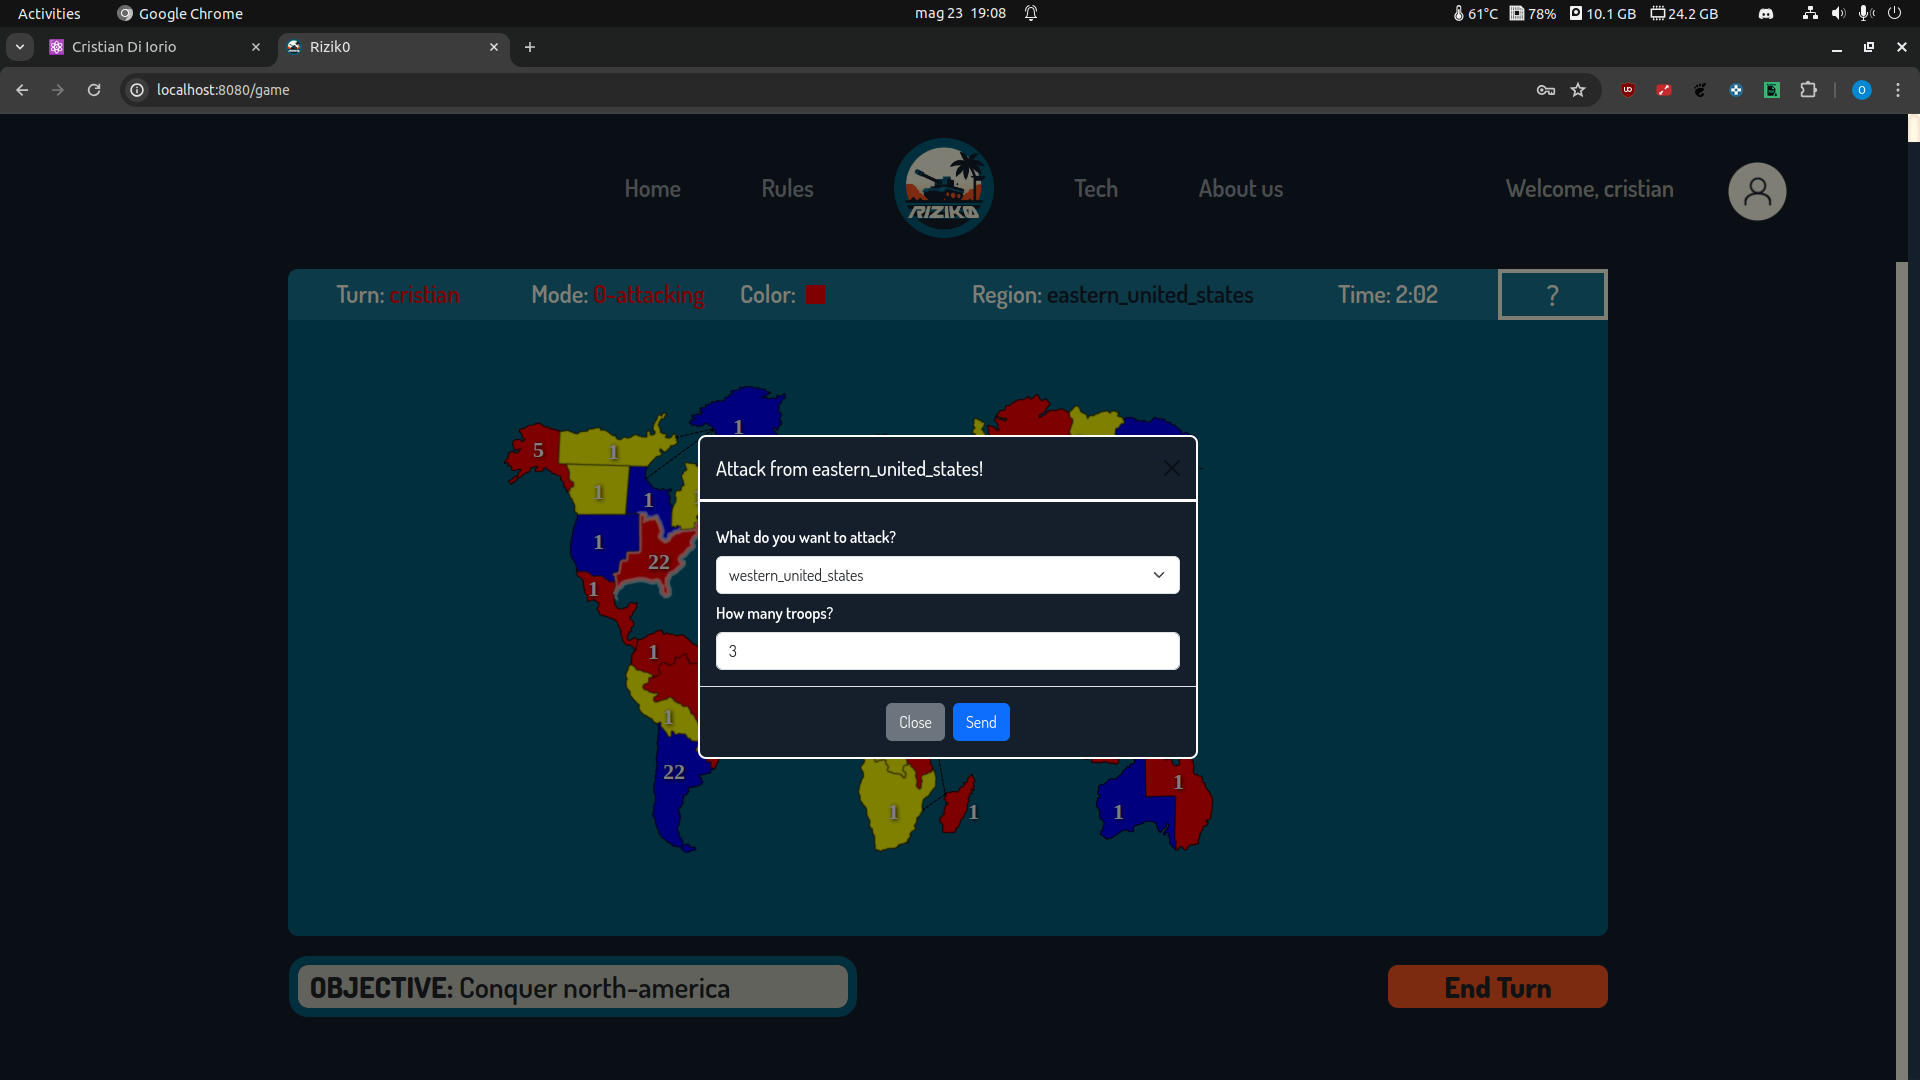 Activities
Google Chrome
mag 23 19:08
61°C
78%
10.1 GB
24.2 GB
Cristian Di Iorio
Rizik0
localhost:8080/game
Home
Rules
RIZIK0
Tech
About us
Welcome, cristian
Turn: cristian
Mode: 0-attacking
Color:
Region: eastern_united_states
Time: 2:02
?
1
5
1
1
1
1
22
1
1
1
22
1
1
1
1
Attack from eastern_united_states!
What do you want to attack?
western_united_states
How many troops?
3
Close
Send
OBJECTIVE: Conquer north-america
End Turn